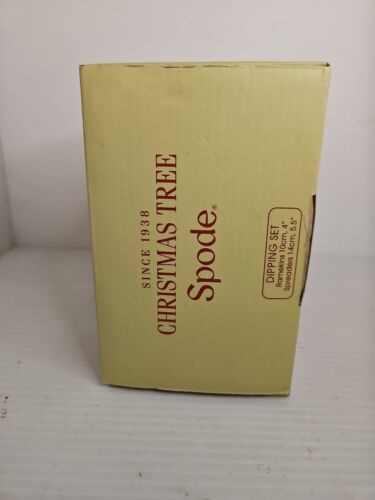 SINCE 1938
CHRISTMAS TREE
Spode®
DIPPING SET
Ramekins 10cm, 4"
Spreaders 14cm, 5.5"